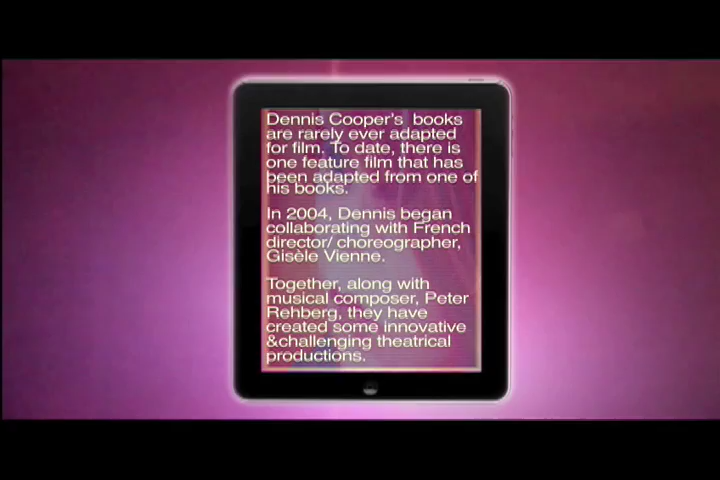 Dennis Cooper's books
are rarely ever adapted
for film. To date, there is
one feature film that has
been adapted from one of
his books.
In 2004, Dennis began
collaborating with French
director/ choreographer,
Gisèle Vienne.
Together, along with
musical composer, Peter
Rehberg, they have
created some innovative
&challenging theatrical
productions.